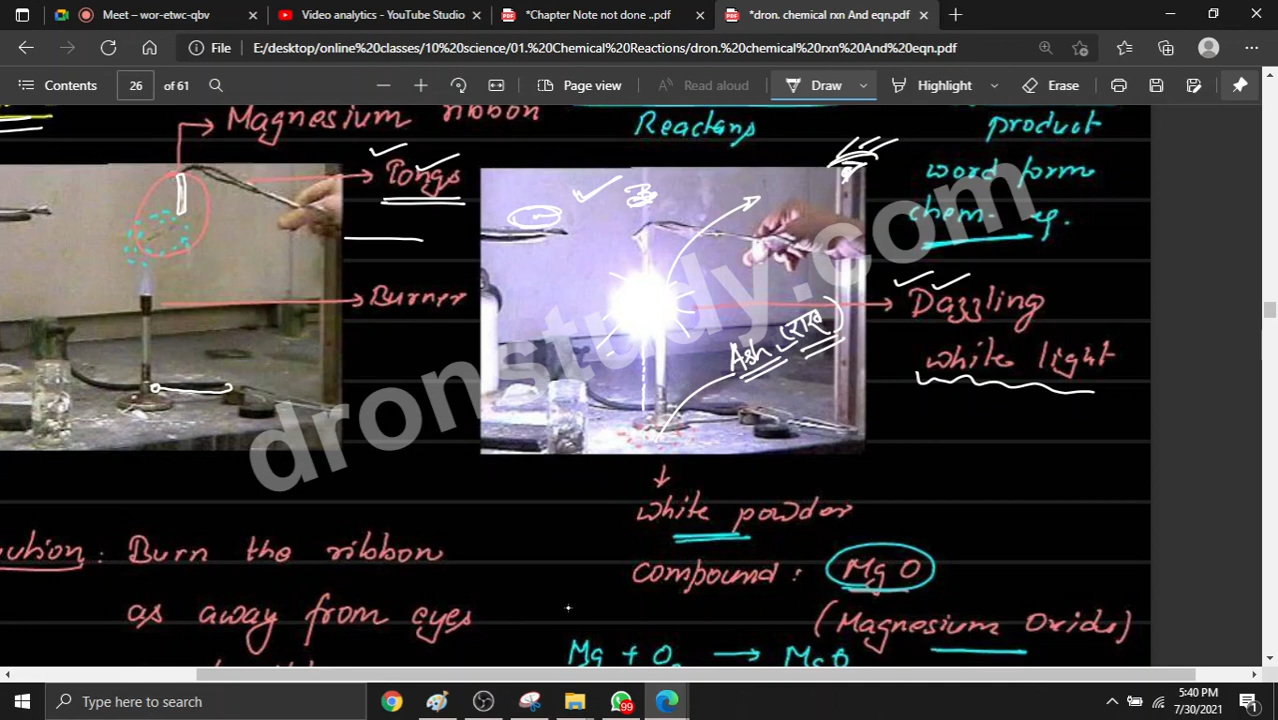 Meet – wor-etwc-qbv
Video analytics - YouTube Studio
*Chapter Note not done ..pdf
*dron. chemical rxn And eqn.pdf
File
E:/desktop/online%20classes/10%20science/01.%20Chemical%20Reactions/dron.%20chemical%20rxn%20And%20eqn.pdf
Contents
26 of 61
Page view
Read aloud
Draw
Highlight
Erase
Magnesium ribbon
Reactans
product
Tongs
word form
chem. eq.
Burner
Dazzling
white light
Ash (राख)
dronstudy.com
white powder
compound : MgO
(Magnesium Oxide)
ution : Burn the ribbon
as away from eyes
Mg + O₂ → MgO
Type here to search
99
5:40 PM
7/30/2021
1